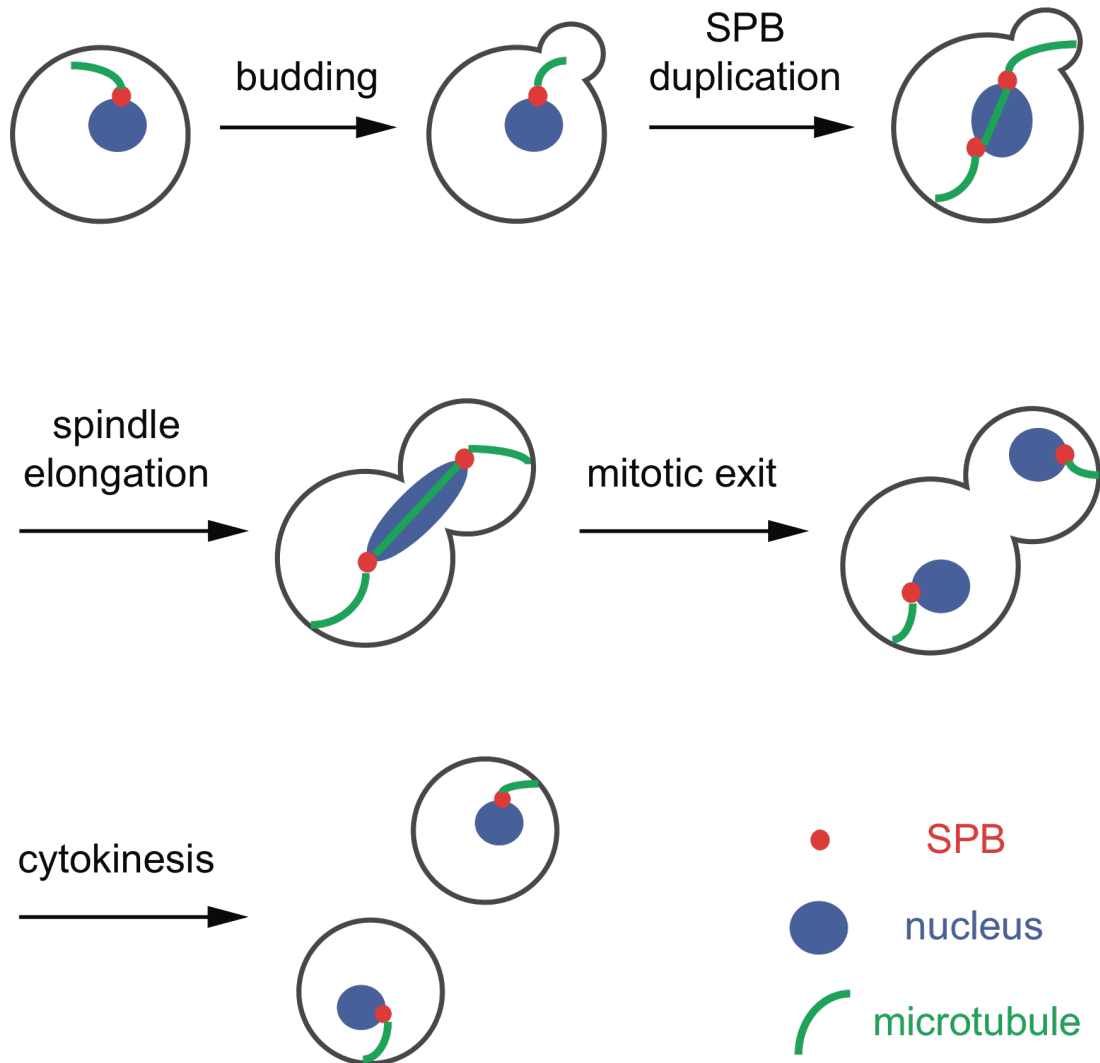 budding
SPB
duplication
spindle
elongation
mitotic exit
cytokinesis
SPB
nucleus
microtubule